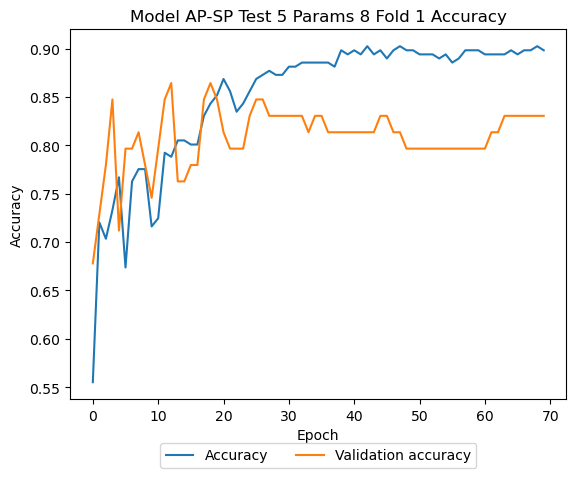 Model AP-SP Test 5 Params 8 Fold 1 Accuracy
Accuracy
0.90
0.85
0.80
0.75
0.70
0.65
0.60
0.55
0 10 20 30 40 50 60 70
Epoch
Accuracy Validation accuracy